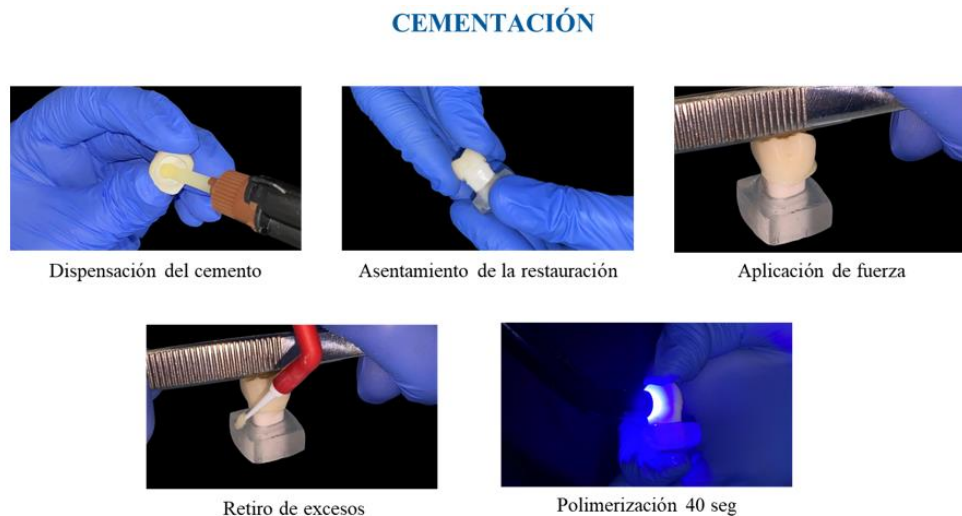 CEMENTACIÓN
Dispensación del cemento
Asentamiento de la restauración
Aplicación de fuerza
Retiro de excesos
Polimerización 40 seg